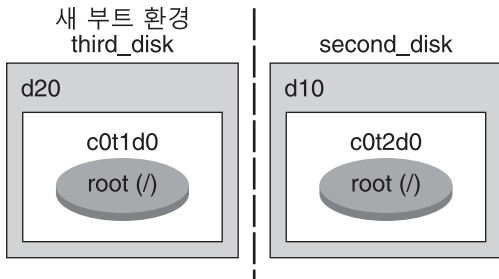 새 부트 환경
third_disk
second_disk
d20
d10
c0t1d0
root (/)
c0t2d0
root (/)